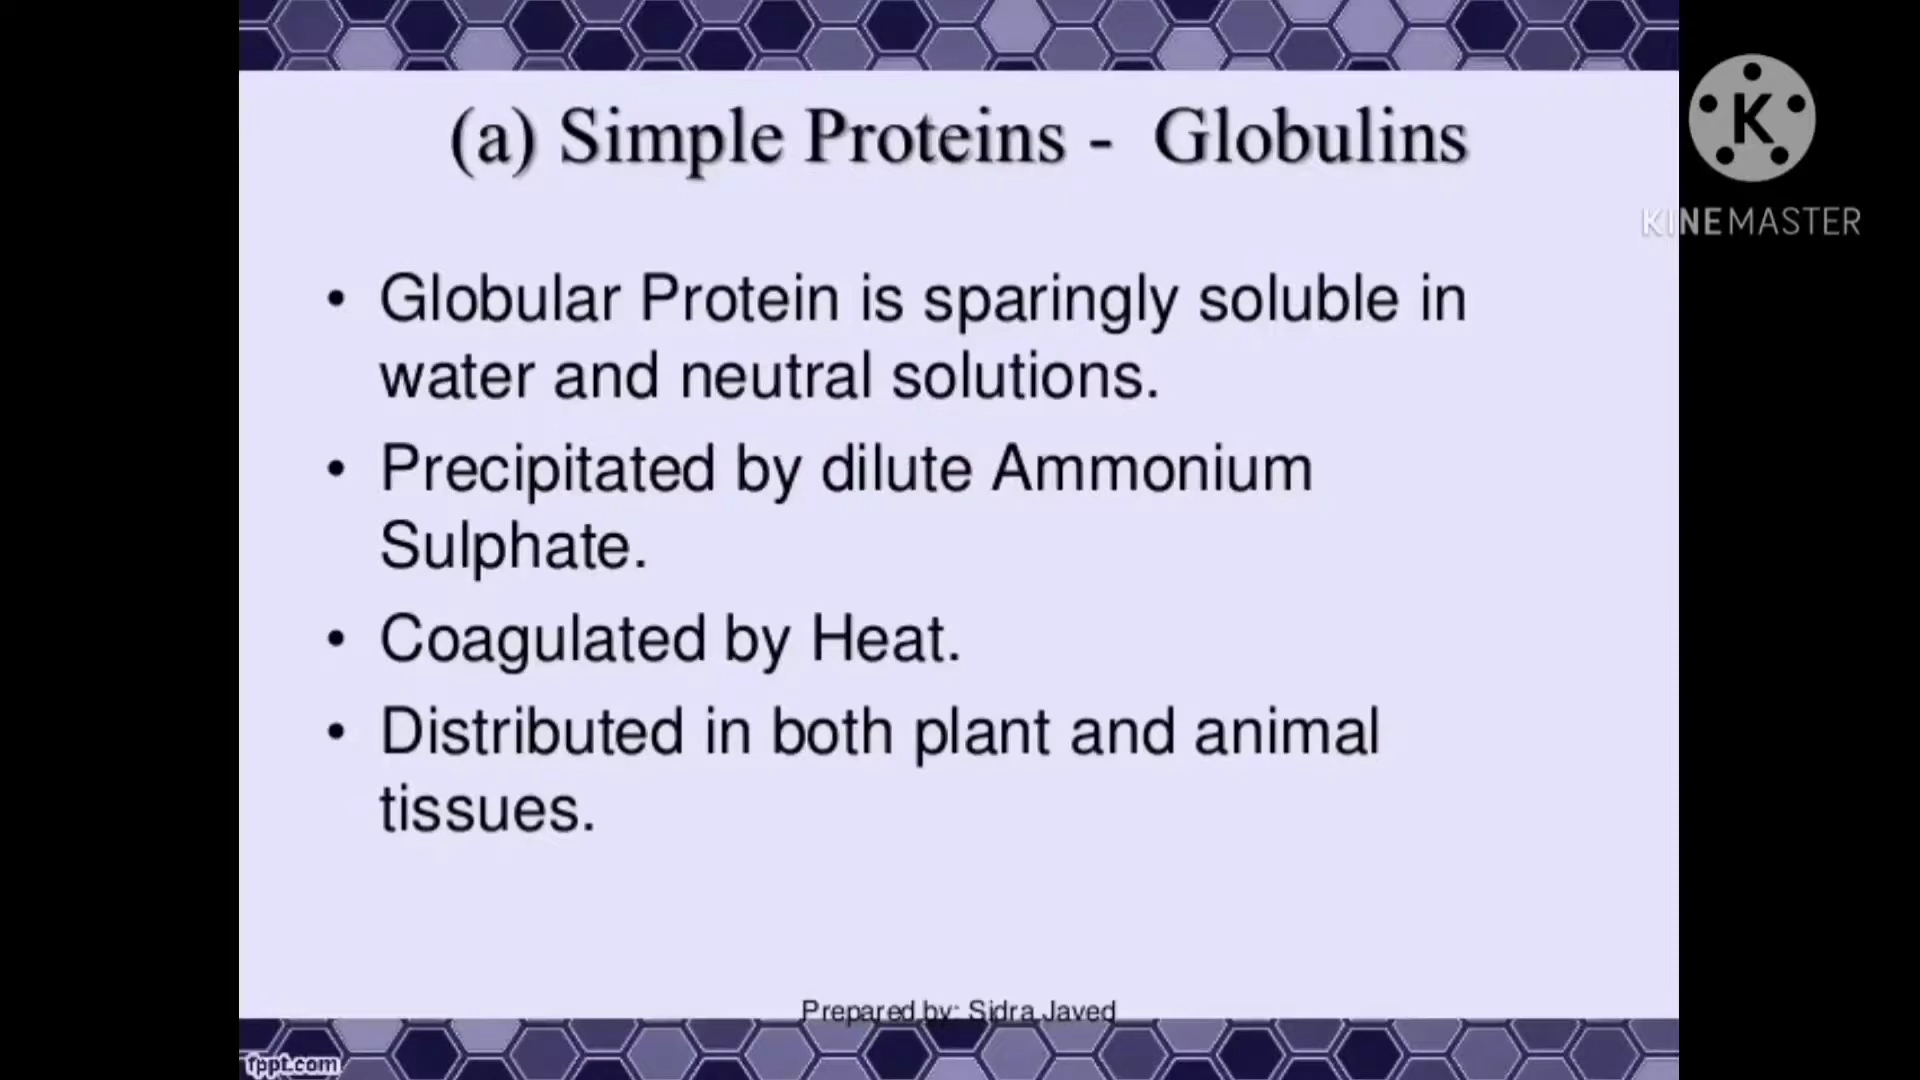 (a) Simple Proteins - Globulins
KINEMASTER
• Globular Protein is sparingly soluble in
water and neutral solutions.
• Precipitated by dilute Ammonium
Sulphate.
• Coagulated by Heat.
• Distributed in both plant and animal
tissues.
Prepared by: Sidra Javed
fppt.com